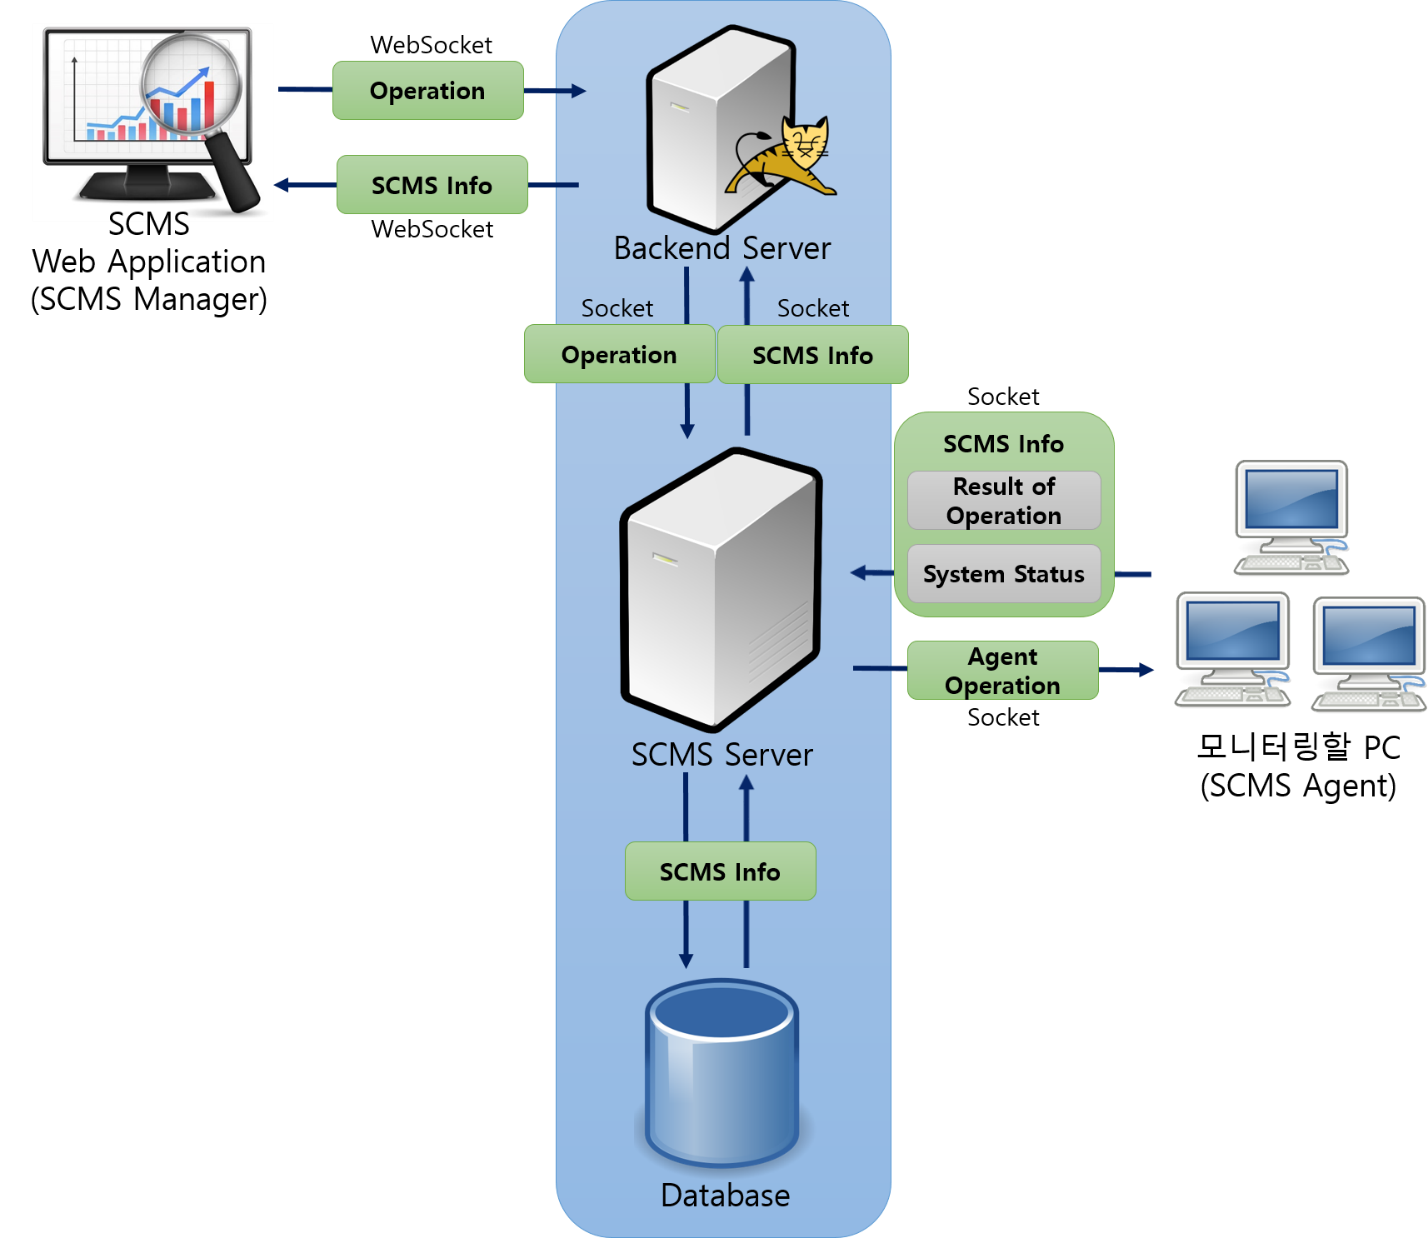 WebSocket
Operation
SCMS Info
WebSocket
SCMS
Web Application
(SCMS Manager)
Backend Server
Socket
Socket
Operation
SCMS Info
Socket
SCMS Info
Result of
Operation
System Status
Agent
Operation
Socket
모니터링할 PC
(SCMS Agent)
SCMS Server
SCMS Info
Database